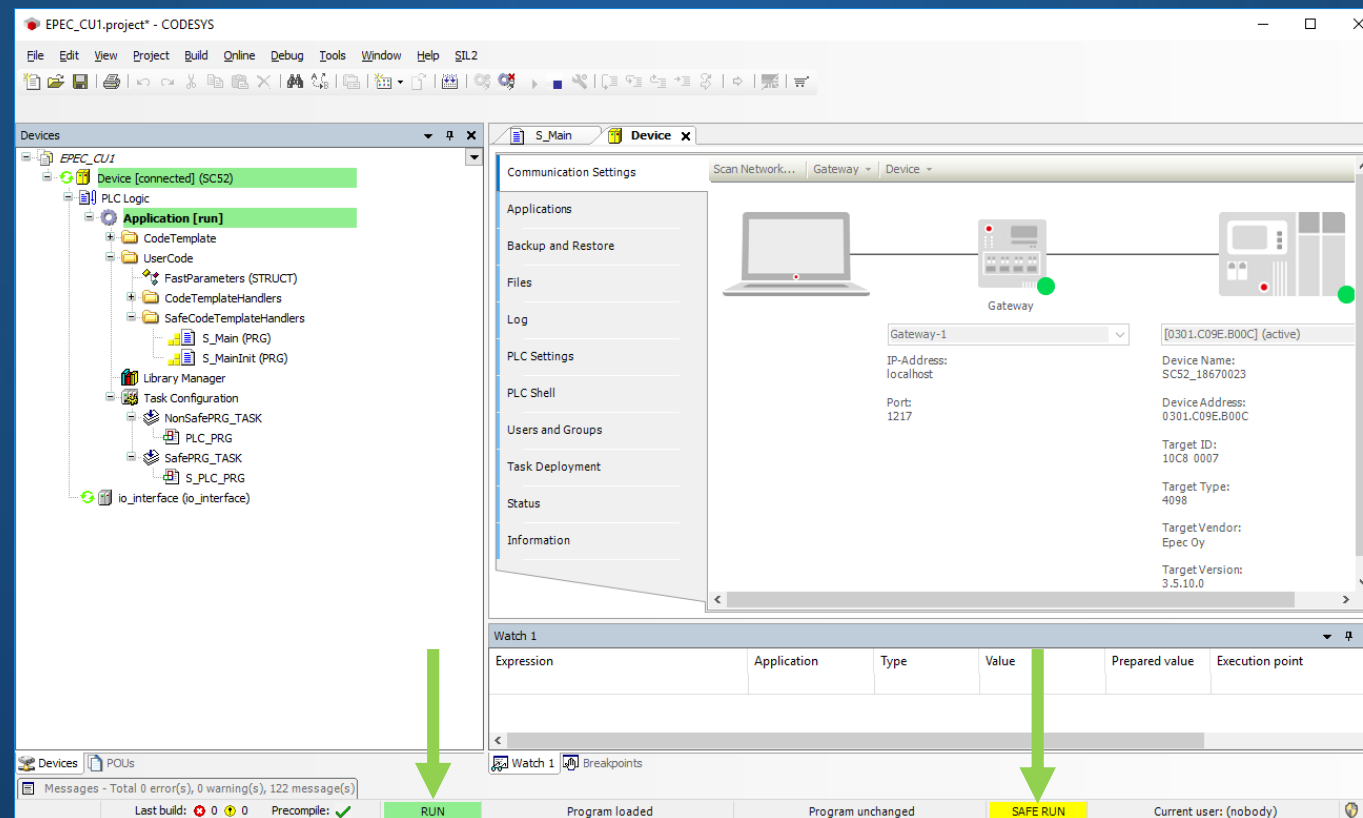 EPEC_CU1.project* - CODESYS
File Edit View Project Build Online Debug Tools Window Help SIL2
Devices
EPEC_CU1
Device [connected] (SC52)
PLC Logic
Application [run]
CodeTemplate
UserCode
FastParameters (STRUCT)
CodeTemplateHandlers
SafeCodeTemplateHandlers
S_Main (PRG)
S_MainInit (PRG)
Library Manager
Task Configuration
NonSafePRG_TASK
PLC_PRG
SafePRG_TASK
S_PLC_PRG
io_interface (io_interface)
S_Main Device
Communication Settings
Applications
Backup and Restore
Files
Log
PLC Settings
PLC Shell
Users and Groups
Task Deployment
Status
Information
Scan Network... Gateway Device
Gateway
Gateway-1
IP-Address:
localhost
Port:
1217
[0301.C09E.B00C] (active)
Device Name:
SC52_18670023
Device Address:
0301.C09E.B00C
Target ID:
10C8 0007
Target Type:
4098
Target Vendor:
Epec Oy
Target Version:
3.5.10.0
Watch 1
Expression Application Type Value Prepared value Execution point
Devices POUs
Watch 1 Breakpoints
Messages - Total 0 error(s), 0 warning(s), 122 message(s)
Last build: 0 0 Precompile: RUN Program loaded Program unchanged SAFE RUN Current user: (nobody)